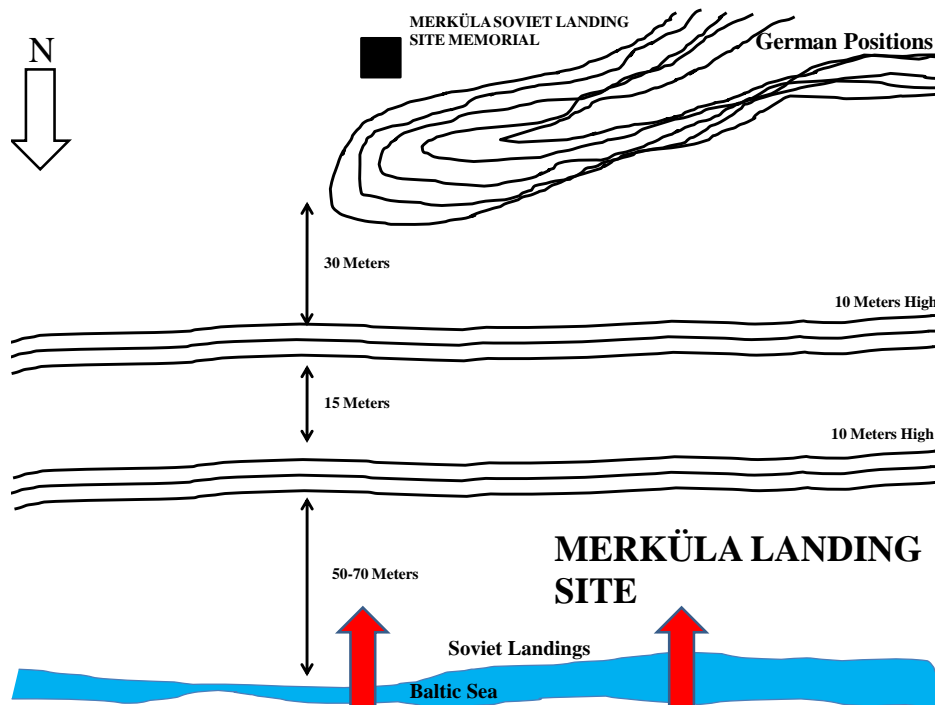 MERKÜLA SOVIET LANDING
SITE MEMORIAL
N
German Positions
30 Meters
10 Meters High
15 Meters
10 Meters High
MERKÜLA LANDING
SITE
50-70 Meters
Soviet Landings
Baltic Sea